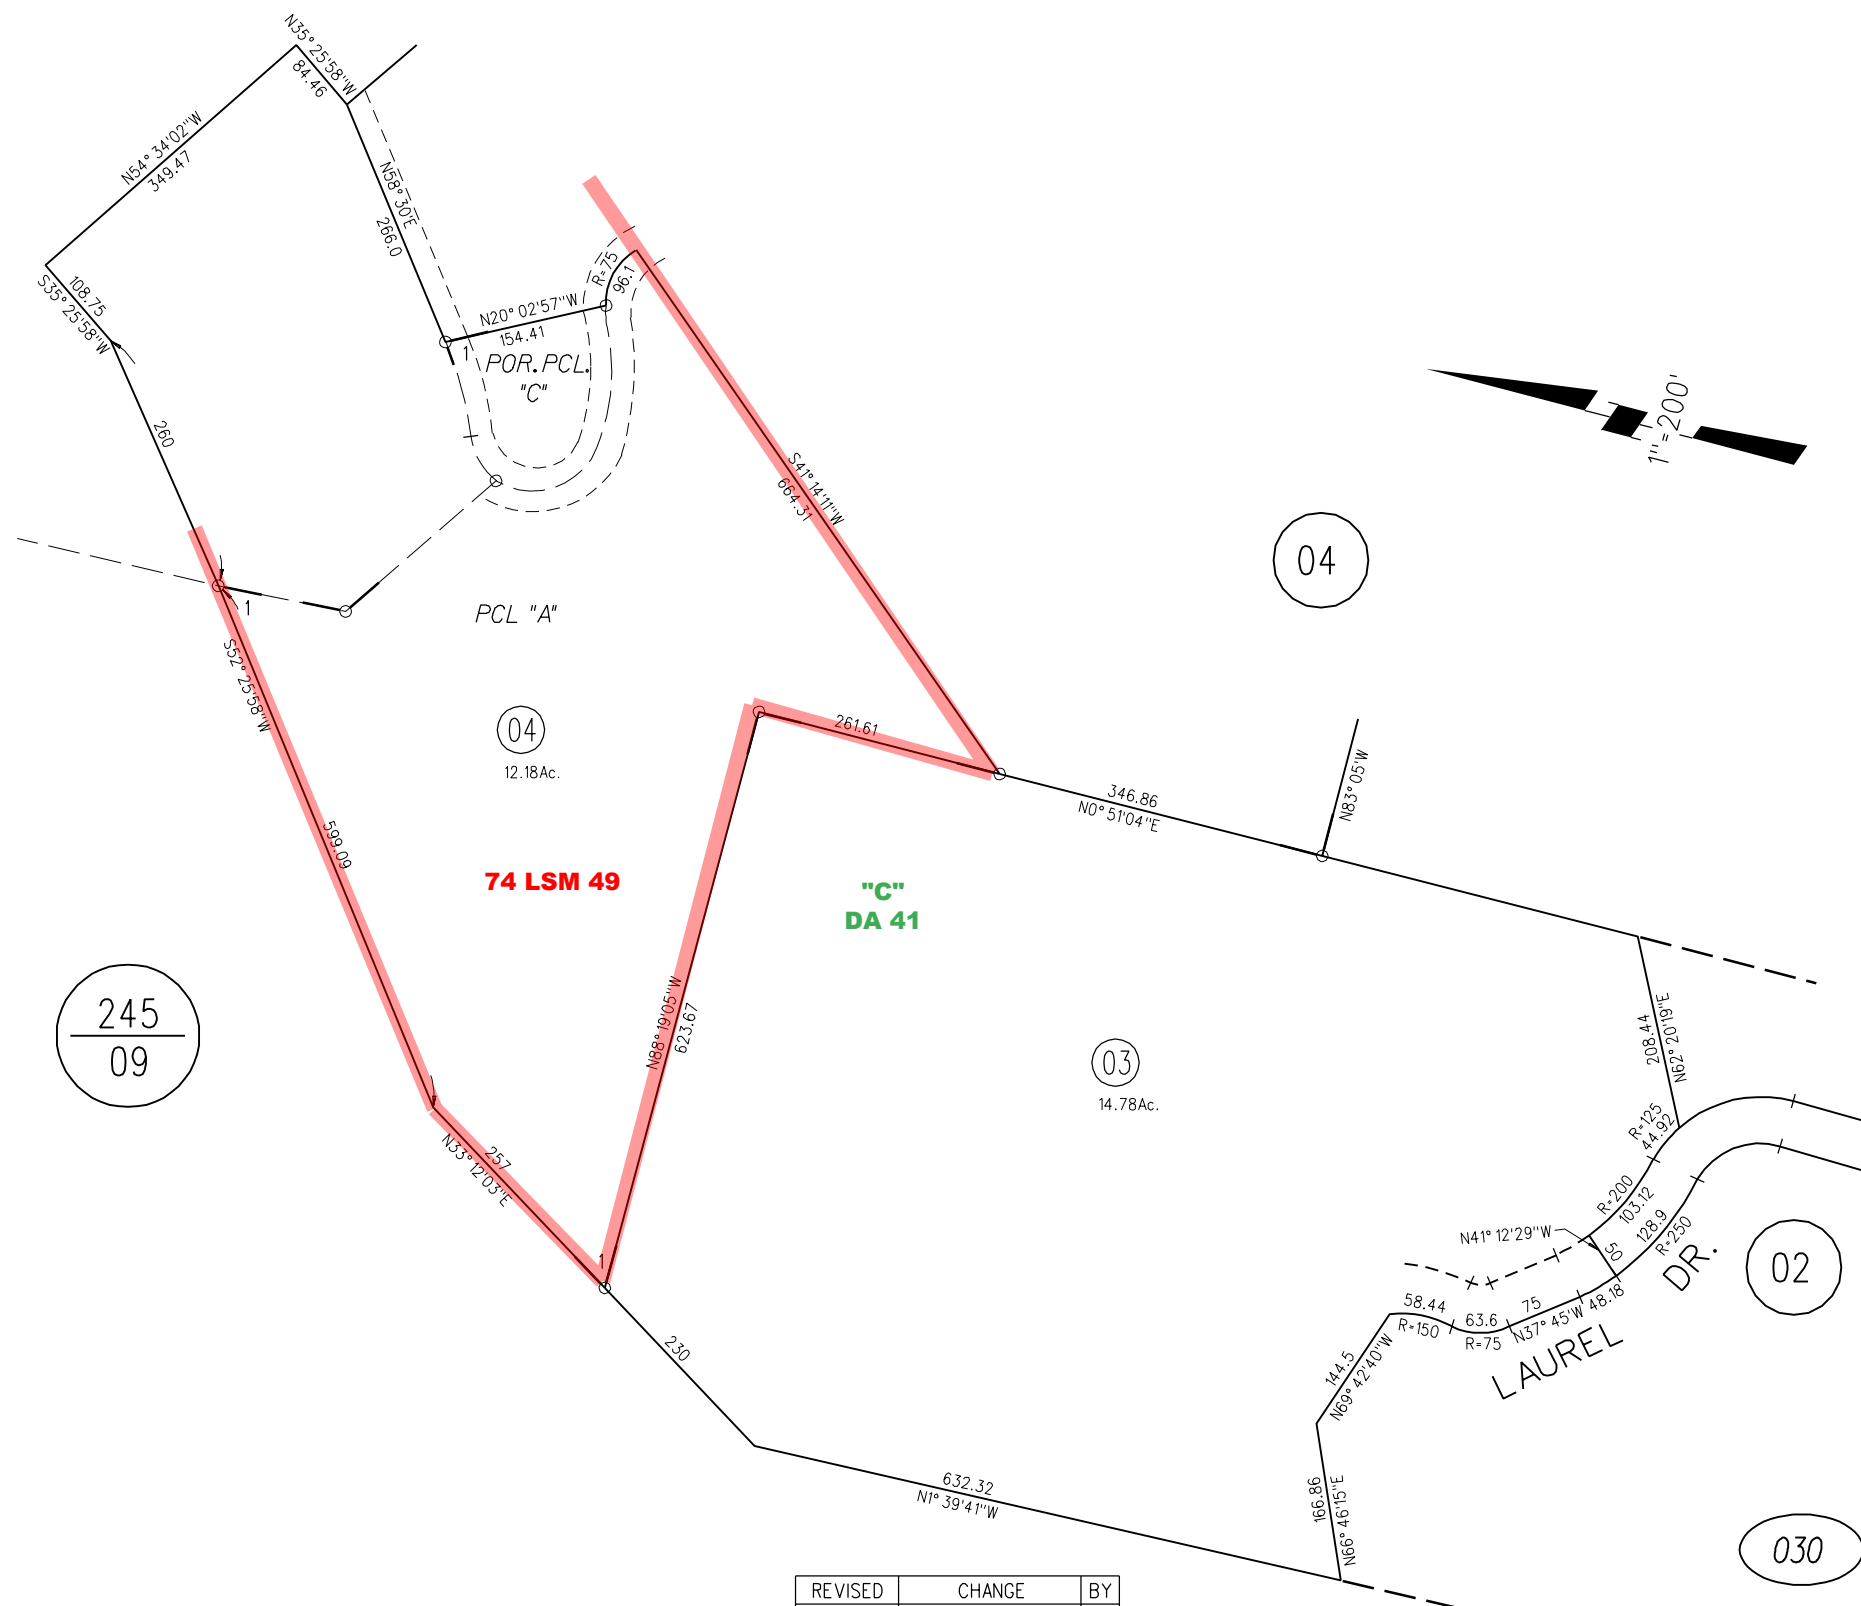 N35° 25'58"W
84.46
N54° 34'02"W
349.47
N58° 30'E
266.0
108.75
S35° 25'58"W
R=75
96.1
N20° 02'57"W
154.41
1
POR. PCL.
"C"
1"=200'
260
S41° 14'11"W
664.31
04
1
PCL "A"
S52° 25'58"W
599.09
04
12.18Ac.
261.61
346.86
N0° 51'04"E
N83° 05'W
74 LSM 49
"C"
DA 41
245
09
N88° 19'05"W
623.67
03
14.78Ac.
208.44
N62° 20'19"E
R=125
44.92
257
N33° 12'03"E
1
R=200
103.12
128.9
R=250
N41° 12'29"W
50
DR.
02
58.44
R=150
63.6
R=75
75
N37° 45'W
48.18
LAUREL
230
144.5
N69° 42'40"W
632.32
N1° 39'41"W
166.86
N66° 46'15"E
030
REVISED CHANGE BY